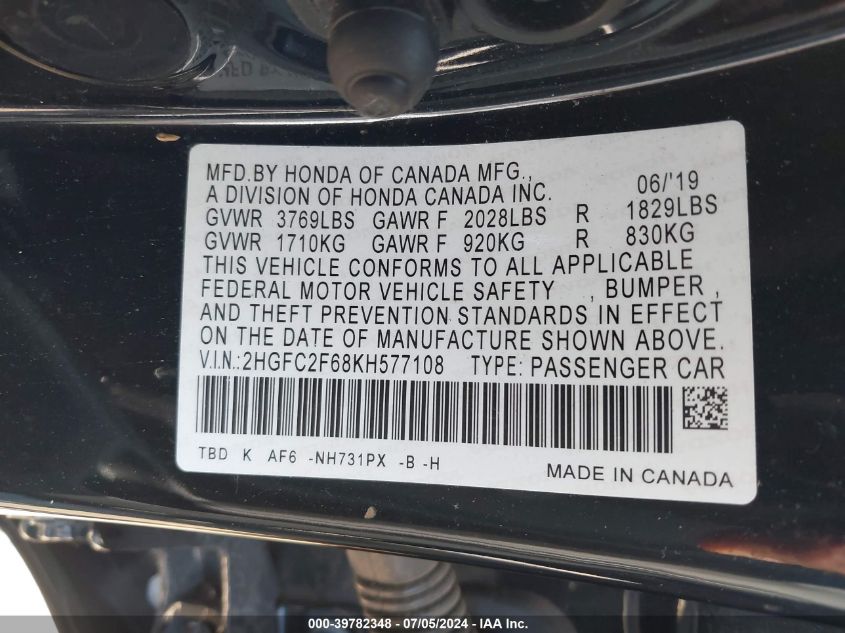 MFD.BY HONDA OF CANADA MFG.,
A DIVISION OF HONDA CANADA INC. 06/'19
GVWR 3769LBS GAWR F 2028LBS R 1829LBS
GVWR 1710KG GAWR F 920KG R 830KG
THIS VEHICLE CONFORMS TO ALL APPLICABLE
FEDERAL MOTOR VEHICLE SAFETY , BUMPER ,
AND THEFT PREVENTION STANDARDS IN EFFECT
ON THE DATE OF MANUFACTURE SHOWN ABOVE.
V.I.N.:2HGFC2F68KH577108 TYPE: PASSENGER CAR
TBD K AF6 -NH731PX -B -H
MADE IN CANADA
000-39782348 - 07/05/2024 - IAA Inc.